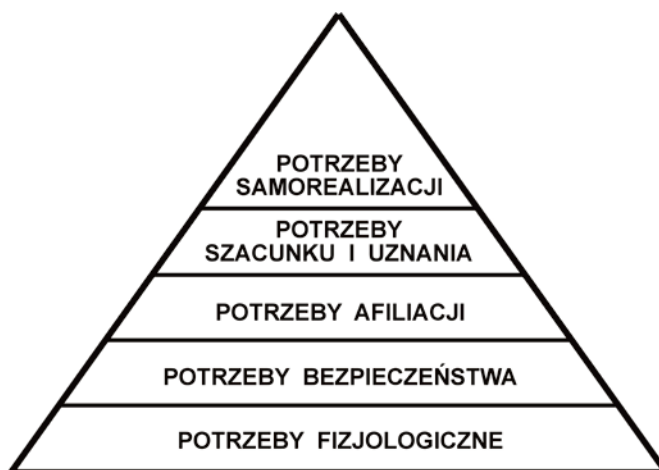 POTRZEBY
SAMOREALIZACJI
POTRZEBY
SZACUNKU I UZNANIA
POTRZEBY AFILIACJI
POTRZEBY BEZPIECZEŃSTWA
POTRZEBY FIZJOLOGICZNE